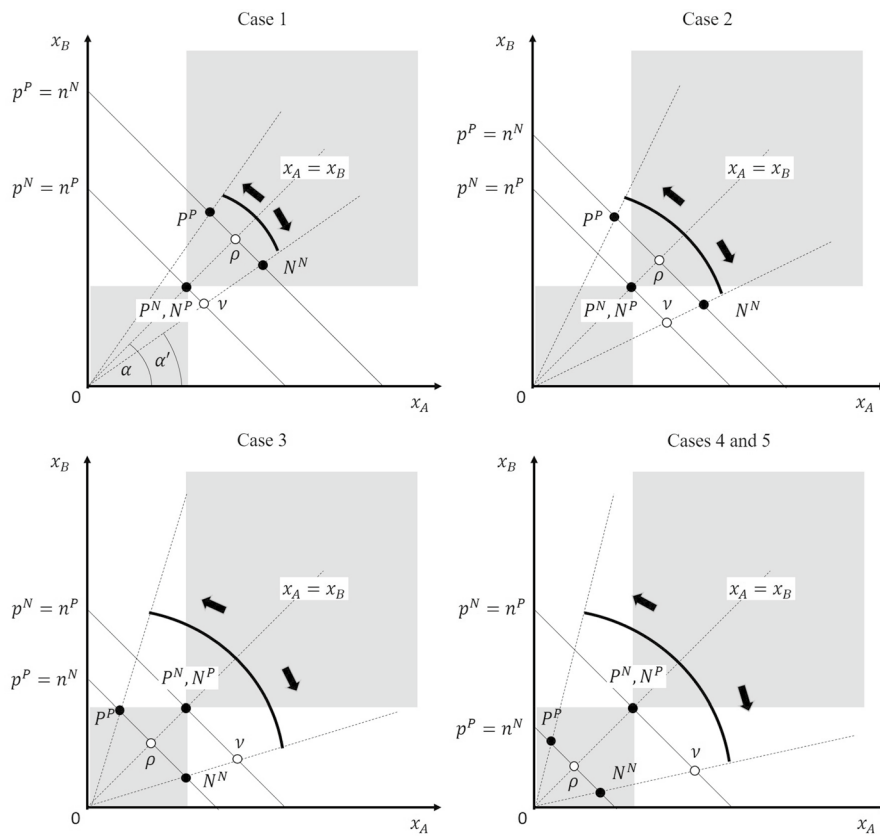 Case 1
x_B
p^P = n^N
p^N = n^P
x_A = x_B
P^P
ρ
N^N
P^N, N^P
ν
α
α′
0
x_A
Case 2
x_B
p^P = n^N
p^N = n^P
x_A = x_B
P^P
ρ
P^N, N^P
ν
N^N
0
x_A
Case 3
x_B
p^N = n^P
p^P = n^N
x_A = x_B
P^N, N^P
P^P
ρ
ν
N^N
0
x_A
Cases 4 and 5
x_B
p^N = n^P
p^P = n^N
x_A = x_B
P^N, N^P
P^P
ρ
ν
N^N
0
x_A